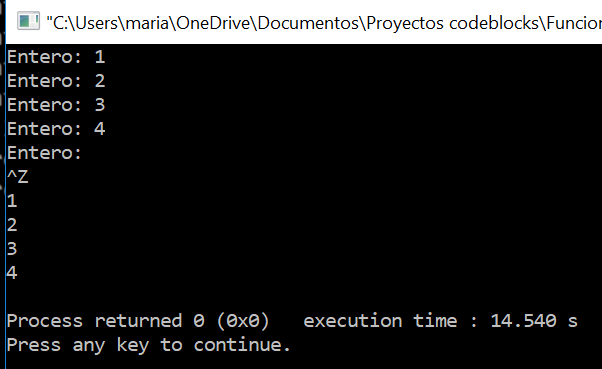 "C:\Users\maria\OneDrive\Documentos\Proyectos codeblocks\Funcior
Entero: 1
Entero: 2
Entero: 3
Entero: 4
Entero:
^Z
1
2
3
4
Process returned 0 (0x0)   execution time : 14.540 s
Press any key to continue.